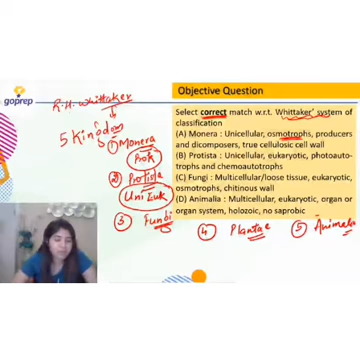 goprep
Objective Question
R.H. Whittaker
5 Kingdom
① Monera
Prok
② Protista
Uni Euk
③ Fundi
④ Plantae
⑤ Animalia
Select correct match w.r.t. Whittaker' system of
classification
(A) Monera : Unicellular, osmotrophs, producers
and dicomposers, true cellulosic cell wall
(B) Protista : Unicellular, eukaryotic, photoauto-
trophs and chemoautotrophs
(C) Fungi : Multicellular/loose tissue, eukaryotic,
osmotrophs, chitinous wall
(D) Animalia : Multicellular, eukaryotic, organ or
organ system, holozoic, no saprobic